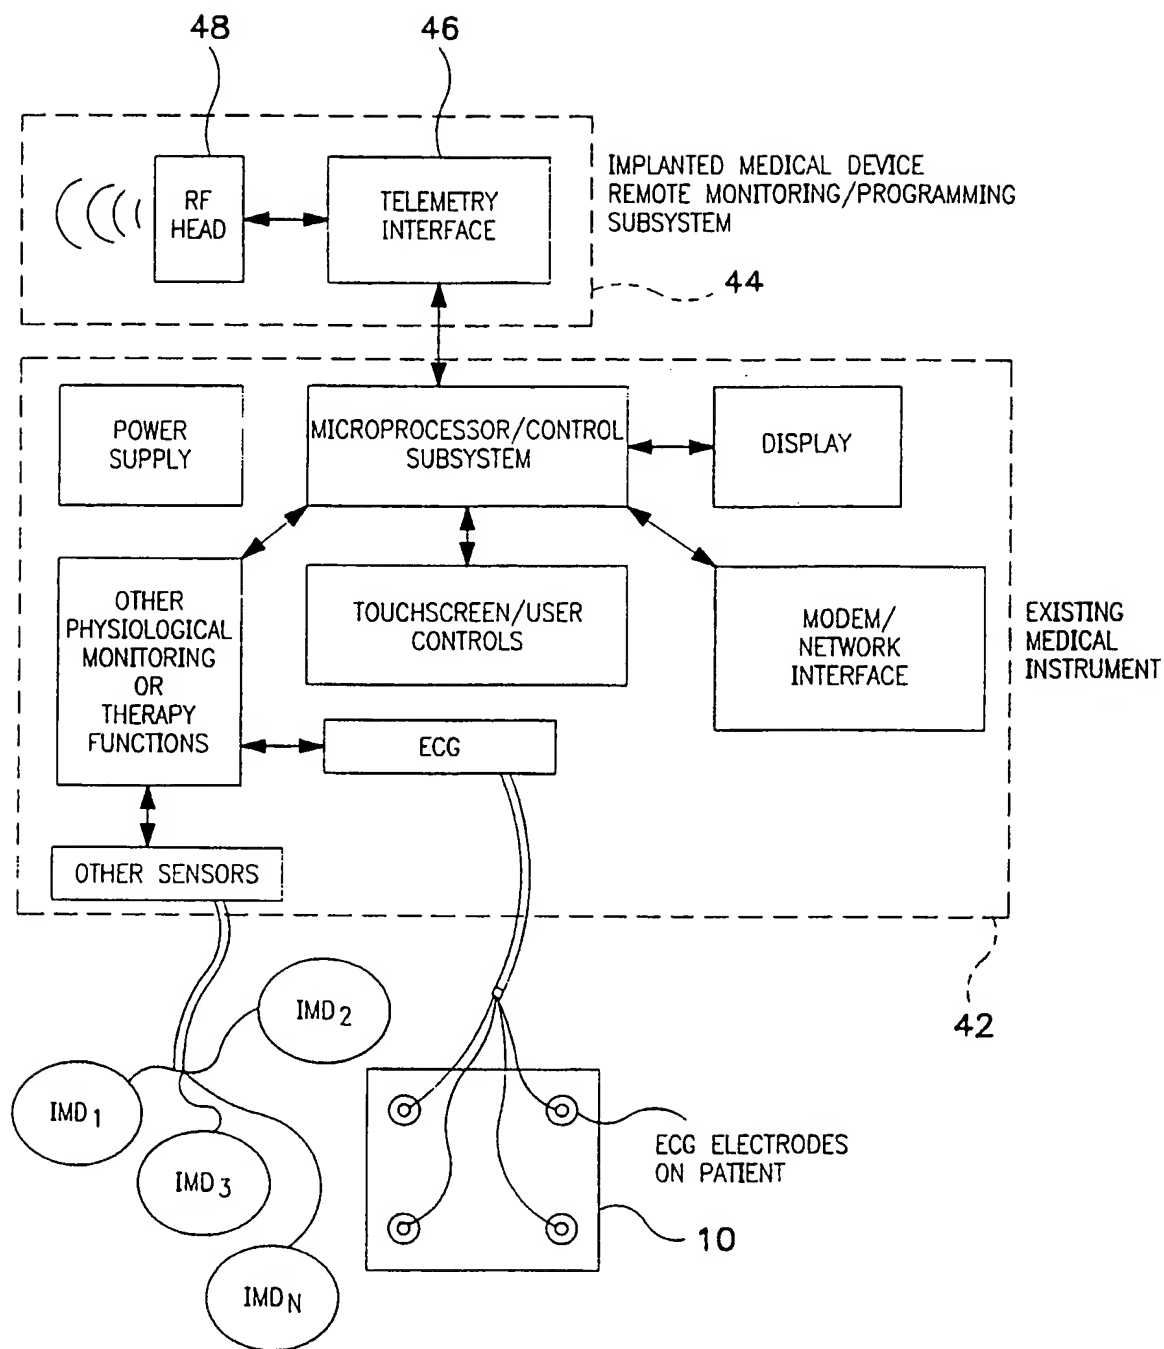 48
46
RF
HEAD
TELEMETRY
INTERFACE
IMPLANTED MEDICAL DEVICE
REMOTE MONITORING/PROGRAMMING
SUBSYSTEM
44
POWER
SUPPLY
MICROPROCESSOR/CONTROL
SUBSYSTEM
DISPLAY
OTHER
PHYSIOLOGICAL
MONITORING
OR
THERAPY
FUNCTIONS
TOUCHSCREEN/USER
CONTROLS
MODEM/
NETWORK
INTERFACE
EXISTING
MEDICAL
INSTRUMENT
ECG
OTHER SENSORS
42
IMD2
IMD1
IMD3
IMDN
ECG ELECTRODES
ON PATIENT
10